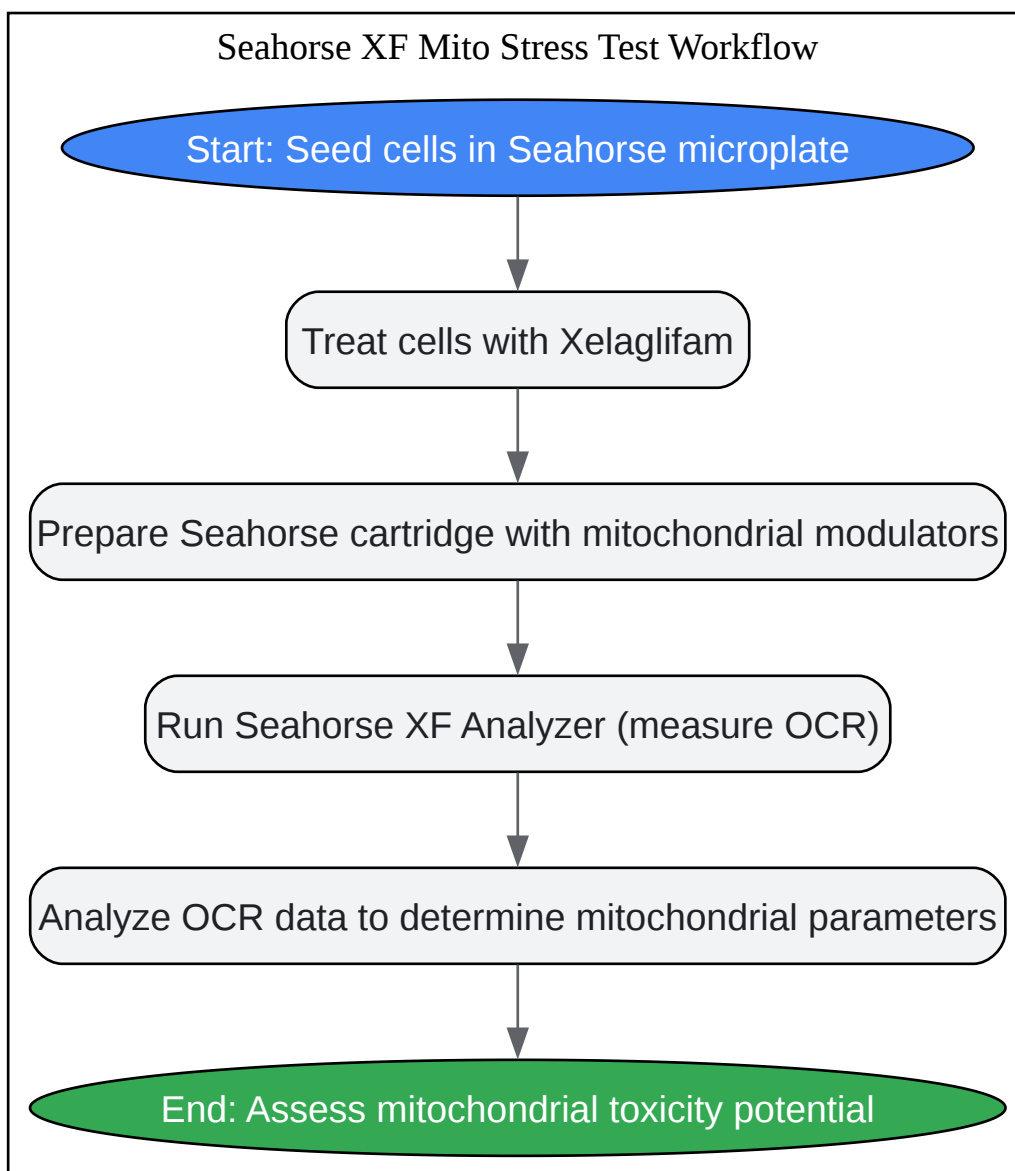 Seahorse XF Mito Stress Test Workflow
Start: Seed cells in Seahorse microplate
Treat cells with Xelaglifam
Prepare Seahorse cartridge with mitochondrial modulators
Run Seahorse XF Analyzer (measure OCR)
Analyze OCR data to determine mitochondrial parameters
End: Assess mitochondrial toxicity potential